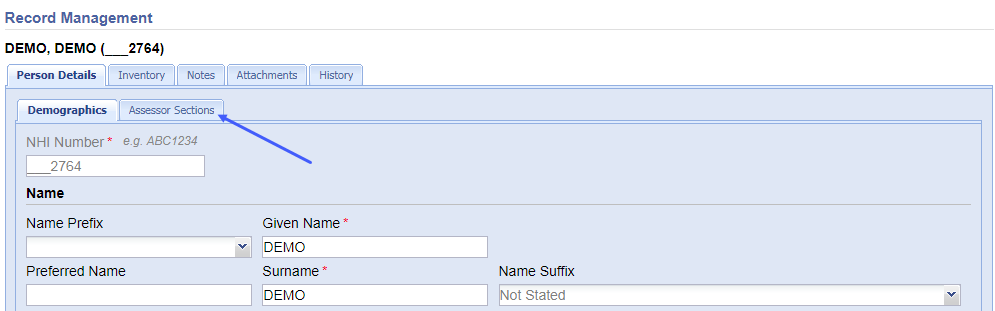 Record Management
DEMO, DEMO (___2764)
Person Details Inventory Notes Attachments History
Demographics Assessor Sections
NHI Number * e.g. ABC1234
___2764
Name
Name Prefix Given Name *
DEMO
Preferred Name Surname * Name Suffix
DEMO Not Stated